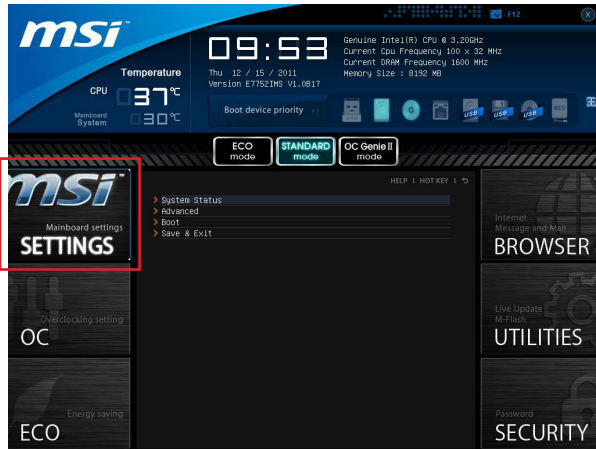 msi
F12
X
Temperature
CPU 37°C
Mainboard
System 30°C
09:53
Thu 12 / 15 / 2011
Version E7752IMS V1.0B17
Genuine Intel(R) CPU @ 3.20GHz
Current Cpu Frequency 100 x 32 MHz
Current DRAM Frequency 1600 MHz
Memory Size : 8192 MB
Boot device priority
USB
USB
USB
ECO
mode
STANDARD
mode
OC Genie II
mode
HELP | HOT KEY |
msi
Mainboard settings
SETTINGS
System Status
Advanced
Boot
Save & Exit
Internet
Message and Mail
BROWSER
Overclocking setting
OC
Live Update
M-Flash
UTILITIES
Energy saving
ECO
Password
SECURITY